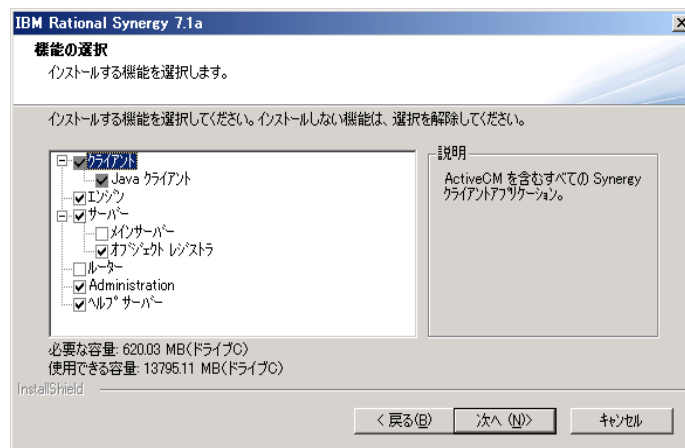 IBM Rational Synergy 7.1a
機能の選択
インストールする機能を選択します。
インストールする機能を選択してください。インストールしない機能は、選択を解除してください。
クライアント
Java クライアント
エンジン
サーバー
メインサーバー
オブジェクト レジストラ
ルーター
Administration
ヘルプ サーバー
説明
ActiveCM を含むすべての Synergy
クライアントアプリケーション。
必要な容量: 620.03 MB(ドライブC)
使用できる容量: 13795.11 MB(ドライブC)
InstallShield
< 戻る(B)
次へ (N)>
キャンセル